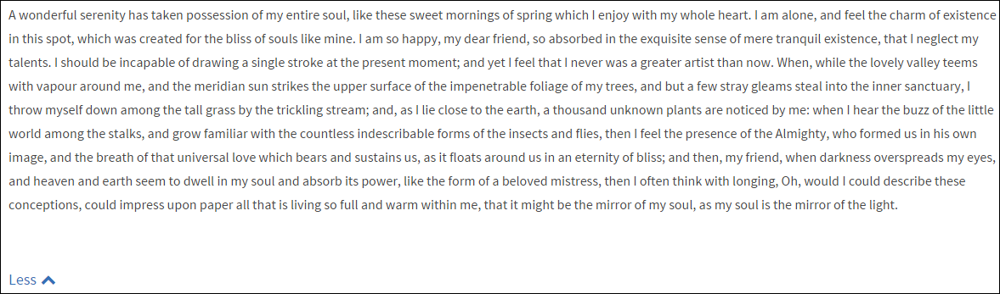 A wonderful serenity has taken possession of my entire soul, like these sweet mornings of spring which I enjoy with my whole heart. I am alone, and feel the charm of existence
in this spot, which was created for the bliss of souls like mine. I am so happy, my dear friend, so absorbed in the exquisite sense of mere tranquil existence, that I neglect my
talents. I should be incapable of drawing a single stroke at the present moment; and yet I feel that I never was a greater artist than now. When, while the lovely valley teems
with vapour around me, and the meridian sun strikes the upper surface of the impenetrable foliage of my trees, and but a few stray gleams steal into the inner sanctuary, I
throw myself down among the tall grass by the trickling stream; and, as I lie close to the earth, a thousand unknown plants are noticed by me: when I hear the buzz of the little
world among the stalks, and grow familiar with the countless indescribable forms of the insects and flies, then I feel the presence of the Almighty, who formed us in his own
image, and the breath of that universal love which bears and sustains us, as it floats around us in an eternity of bliss; and then, my friend, when darkness overspreads my eyes,
and heaven and earth seem to dwell in my soul and absorb its power, like the form of a beloved mistress, then I often think with longing, Oh, would I could describe these
conceptions, could impress upon paper all that is living so full and warm within me, that it might be the mirror of my soul, as my soul is the mirror of the light.
Less